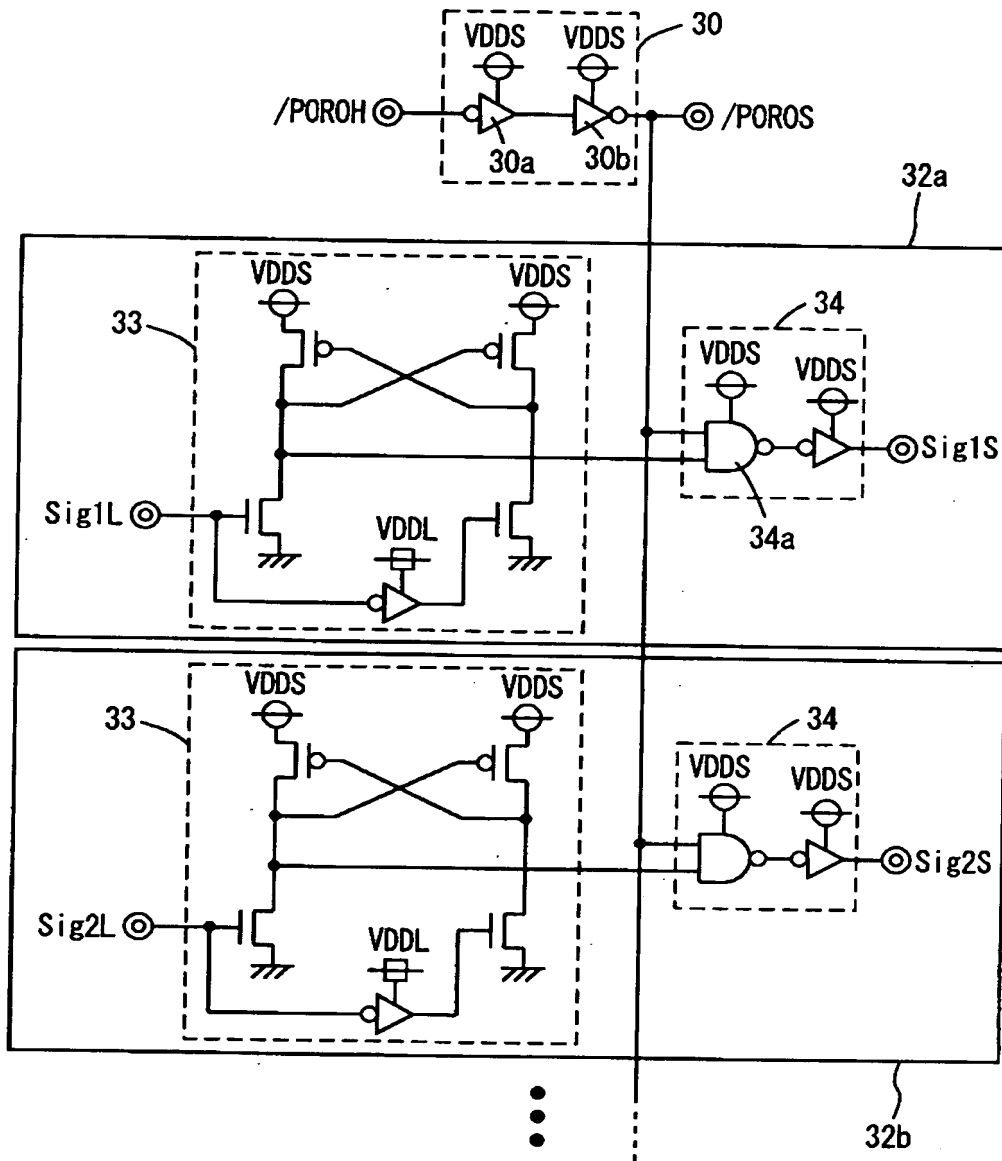 30
VDDS VDDS
/POROH /POROS
30a 30b
32a
VDDS VDDS
33 34
VDDS VDDS
Sig1S
Sig1L
VDDL 34a
VDDS VDDS
33 34
VDDS VDDS
Sig2S
Sig2L
VDDL
32b